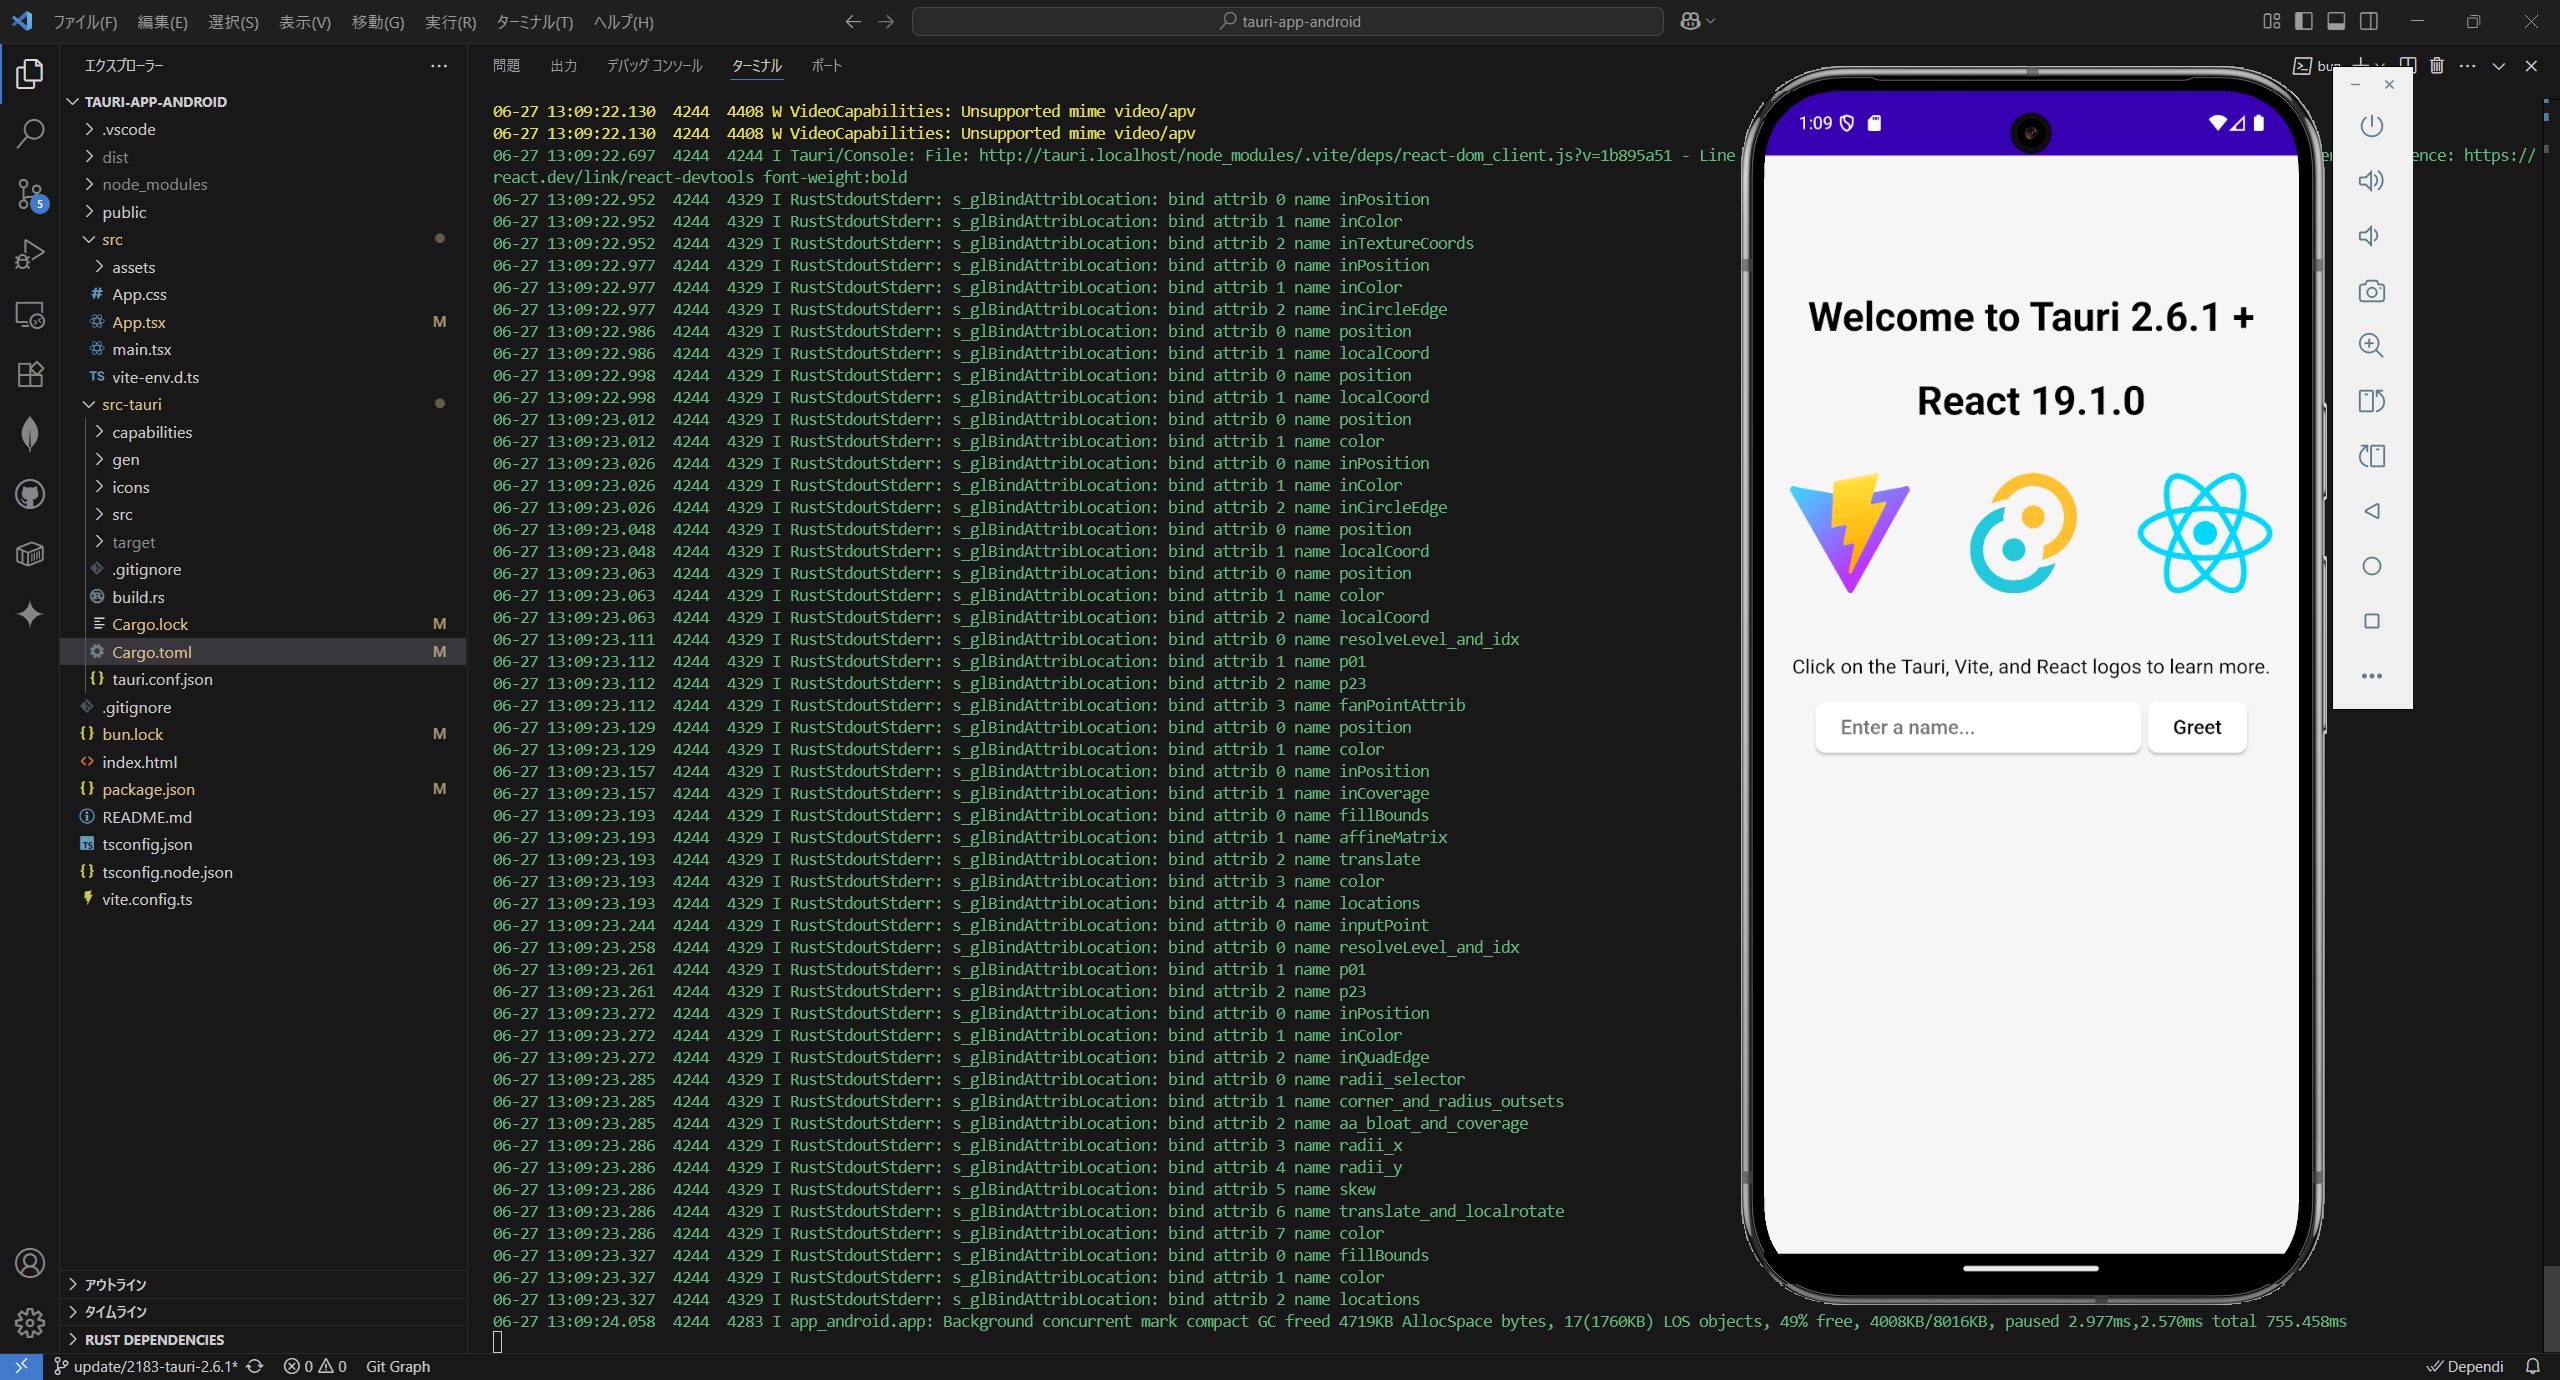 ファイル(F) 編集(E) 選択(S) 表示(V) 移動(G) 実行(R) ターミナル(T) ヘルプ(H)
tauri-app-android
エクスプローラー
TAURI-APP-ANDROID
.vscode
dist
node_modules
public
src
assets
App.css
App.tsx M
main.tsx
vite-env.d.ts
src-tauri
capabilities
gen
icons
src
target
.gitignore
build.rs
Cargo.lock M
Cargo.toml M
tauri.conf.json
.gitignore
bun.lock M
index.html
package.json M
README.md
tsconfig.json
tsconfig.node.json
vite.config.ts
アウトライン
タイムライン
RUST DEPENDENCIES
5
問題 出力 デバッグ コンソール ターミナル ポート
06-27 13:09:22.130 4244 4408 W VideoCapabilities: Unsupported mime video/apv
06-27 13:09:22.130 4244 4408 W VideoCapabilities: Unsupported mime video/apv
06-27 13:09:22.697 4244 4244 I Tauri/Console: File: http://tauri.localhost/node_modules/.vite/deps/react-dom_client.js?v=1b895a51 - Line ence: https://
react.dev/link/react-devtools font-weight:bold
06-27 13:09:22.952 4244 4329 I RustStdoutStderr: s_glBindAttribLocation: bind attrib 0 name inPosition
06-27 13:09:22.952 4244 4329 I RustStdoutStderr: s_glBindAttribLocation: bind attrib 1 name inColor
06-27 13:09:22.952 4244 4329 I RustStdoutStderr: s_glBindAttribLocation: bind attrib 2 name inTextureCoords
06-27 13:09:22.977 4244 4329 I RustStdoutStderr: s_glBindAttribLocation: bind attrib 0 name inPosition
06-27 13:09:22.977 4244 4329 I RustStdoutStderr: s_glBindAttribLocation: bind attrib 1 name inColor
06-27 13:09:22.977 4244 4329 I RustStdoutStderr: s_glBindAttribLocation: bind attrib 2 name inCircleEdge
06-27 13:09:22.986 4244 4329 I RustStdoutStderr: s_glBindAttribLocation: bind attrib 0 name position
06-27 13:09:22.986 4244 4329 I RustStdoutStderr: s_glBindAttribLocation: bind attrib 1 name localCoord
06-27 13:09:22.998 4244 4329 I RustStdoutStderr: s_glBindAttribLocation: bind attrib 0 name position
06-27 13:09:22.998 4244 4329 I RustStdoutStderr: s_glBindAttribLocation: bind attrib 1 name localCoord
06-27 13:09:23.012 4244 4329 I RustStdoutStderr: s_glBindAttribLocation: bind attrib 0 name position
06-27 13:09:23.012 4244 4329 I RustStdoutStderr: s_glBindAttribLocation: bind attrib 1 name color
06-27 13:09:23.026 4244 4329 I RustStdoutStderr: s_glBindAttribLocation: bind attrib 0 name inPosition
06-27 13:09:23.026 4244 4329 I RustStdoutStderr: s_glBindAttribLocation: bind attrib 1 name inColor
06-27 13:09:23.026 4244 4329 I RustStdoutStderr: s_glBindAttribLocation: bind attrib 2 name inCircleEdge
06-27 13:09:23.048 4244 4329 I RustStdoutStderr: s_glBindAttribLocation: bind attrib 0 name position
06-27 13:09:23.048 4244 4329 I RustStdoutStderr: s_glBindAttribLocation: bind attrib 1 name localCoord
06-27 13:09:23.063 4244 4329 I RustStdoutStderr: s_glBindAttribLocation: bind attrib 0 name position
06-27 13:09:23.063 4244 4329 I RustStdoutStderr: s_glBindAttribLocation: bind attrib 1 name color
06-27 13:09:23.063 4244 4329 I RustStdoutStderr: s_glBindAttribLocation: bind attrib 2 name localCoord
06-27 13:09:23.111 4244 4329 I RustStdoutStderr: s_glBindAttribLocation: bind attrib 0 name resolveLevel_and_idx
06-27 13:09:23.112 4244 4329 I RustStdoutStderr: s_glBindAttribLocation: bind attrib 1 name p01
06-27 13:09:23.112 4244 4329 I RustStdoutStderr: s_glBindAttribLocation: bind attrib 2 name p23
06-27 13:09:23.112 4244 4329 I RustStdoutStderr: s_glBindAttribLocation: bind attrib 3 name fanPointAttrib
06-27 13:09:23.129 4244 4329 I RustStdoutStderr: s_glBindAttribLocation: bind attrib 0 name position
06-27 13:09:23.129 4244 4329 I RustStdoutStderr: s_glBindAttribLocation: bind attrib 1 name color
06-27 13:09:23.157 4244 4329 I RustStdoutStderr: s_glBindAttribLocation: bind attrib 0 name inPosition
06-27 13:09:23.157 4244 4329 I RustStdoutStderr: s_glBindAttribLocation: bind attrib 1 name inCoverage
06-27 13:09:23.193 4244 4329 I RustStdoutStderr: s_glBindAttribLocation: bind attrib 0 name fillBounds
06-27 13:09:23.193 4244 4329 I RustStdoutStderr: s_glBindAttribLocation: bind attrib 1 name affineMatrix
06-27 13:09:23.193 4244 4329 I RustStdoutStderr: s_glBindAttribLocation: bind attrib 2 name translate
06-27 13:09:23.193 4244 4329 I RustStdoutStderr: s_glBindAttribLocation: bind attrib 3 name color
06-27 13:09:23.193 4244 4329 I RustStdoutStderr: s_glBindAttribLocation: bind attrib 4 name locations
06-27 13:09:23.244 4244 4329 I RustStdoutStderr: s_glBindAttribLocation: bind attrib 0 name inputPoint
06-27 13:09:23.258 4244 4329 I RustStdoutStderr: s_glBindAttribLocation: bind attrib 0 name resolveLevel_and_idx
06-27 13:09:23.261 4244 4329 I RustStdoutStderr: s_glBindAttribLocation: bind attrib 1 name p01
06-27 13:09:23.261 4244 4329 I RustStdoutStderr: s_glBindAttribLocation: bind attrib 2 name p23
06-27 13:09:23.272 4244 4329 I RustStdoutStderr: s_glBindAttribLocation: bind attrib 0 name inPosition
06-27 13:09:23.272 4244 4329 I RustStdoutStderr: s_glBindAttribLocation: bind attrib 1 name inColor
06-27 13:09:23.272 4244 4329 I RustStdoutStderr: s_glBindAttribLocation: bind attrib 2 name inQuadEdge
06-27 13:09:23.285 4244 4329 I RustStdoutStderr: s_glBindAttribLocation: bind attrib 0 name radii_selector
06-27 13:09:23.285 4244 4329 I RustStdoutStderr: s_glBindAttribLocation: bind attrib 1 name corner_and_radius_outsets
06-27 13:09:23.285 4244 4329 I RustStdoutStderr: s_glBindAttribLocation: bind attrib 2 name aa_bloat_and_coverage
06-27 13:09:23.286 4244 4329 I RustStdoutStderr: s_glBindAttribLocation: bind attrib 3 name radii_x
06-27 13:09:23.286 4244 4329 I RustStdoutStderr: s_glBindAttribLocation: bind attrib 4 name radii_y
06-27 13:09:23.286 4244 4329 I RustStdoutStderr: s_glBindAttribLocation: bind attrib 5 name skew
06-27 13:09:23.286 4244 4329 I RustStdoutStderr: s_glBindAttribLocation: bind attrib 6 name translate_and_localrotate
06-27 13:09:23.286 4244 4329 I RustStdoutStderr: s_glBindAttribLocation: bind attrib 7 name color
06-27 13:09:23.327 4244 4329 I RustStdoutStderr: s_glBindAttribLocation: bind attrib 0 name fillBounds
06-27 13:09:23.327 4244 4329 I RustStdoutStderr: s_glBindAttribLocation: bind attrib 1 name color
06-27 13:09:23.327 4244 4329 I RustStdoutStderr: s_glBindAttribLocation: bind attrib 2 name locations
06-27 13:09:24.058 4244 4283 I app_android.app: Background concurrent mark compact GC freed 4719KB AllocSpace bytes, 17(1760KB) LOS objects, 49% free, 4008KB/8016KB, paused 2.977ms,2.570ms total 755.458ms
1:09
Welcome to Tauri 2.6.1 +
React 19.1.0
Click on the Tauri, Vite, and React logos to learn more.
Enter a name... Greet
update/2183-tauri-2.6.1* 0 0 Git Graph Dependi